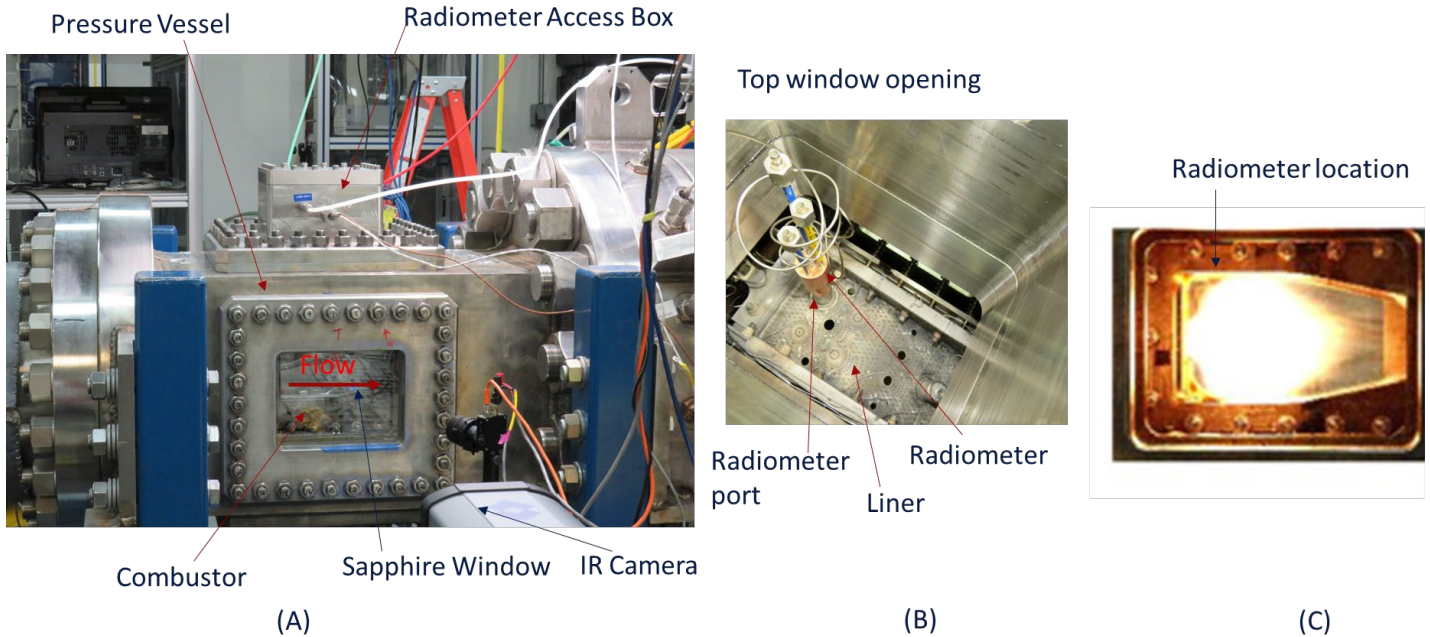 Pressure Vessel
Radiometer Access Box
Flow
Combustor
Sapphire Window
IR Camera
(A)
Top window opening
Radiometer
port
Liner
Radiometer
(B)
Radiometer location
(C)